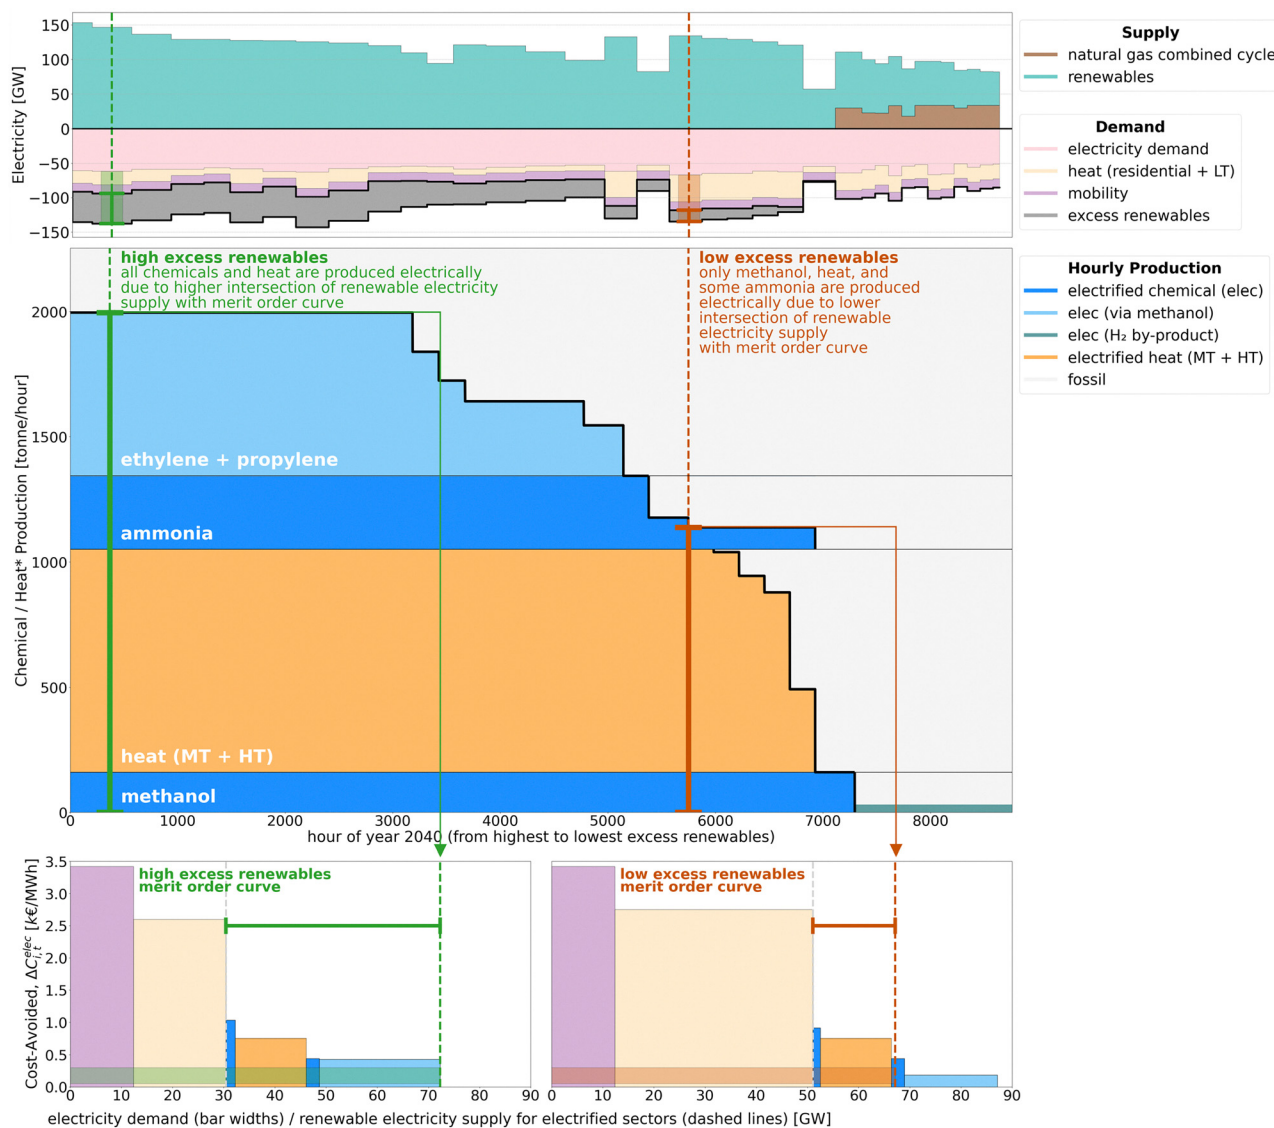 Electricity [GW]
150
100
50
0
−50
−100
−150
Supply
natural gas combined cycle
renewables
Demand
electricity demand
heat (residential + LT)
mobility
excess renewables
Hourly Production
electrified chemical (elec)
elec (via methanol)
elec (H₂ by-product)
electrified heat (MT + HT)
fossil
high excess renewables
all chemicals and heat are produced electrically
due to higher intersection of renewable electricity
supply with merit order curve
low excess renewables
only methanol, heat, and
some ammonia are produced
electrically due to lower
intersection of renewable
electricity supply
with merit order curve
Chemical / Heat* Production [tonne/hour]
2000
1500
1000
500
0
ethylene + propylene
ammonia
heat (MT + HT)
methanol
0 1000 2000 3000 4000 5000 6000 7000 8000
hour of year 2040 (from highest to lowest excess renewables)
Cost-Avoided, ΔC^{elec}_{i,t} [k€/MWh]
3.5
3.0
2.5
2.0
1.5
1.0
0.5
0.0
high excess renewables
merit order curve
low excess renewables
merit order curve
0 10 20 30 40 50 60 70 80 90
0 10 20 30 40 50 60 70 80 90
electricity demand (bar widths) / renewable electricity supply for electrified sectors (dashed lines) [GW]